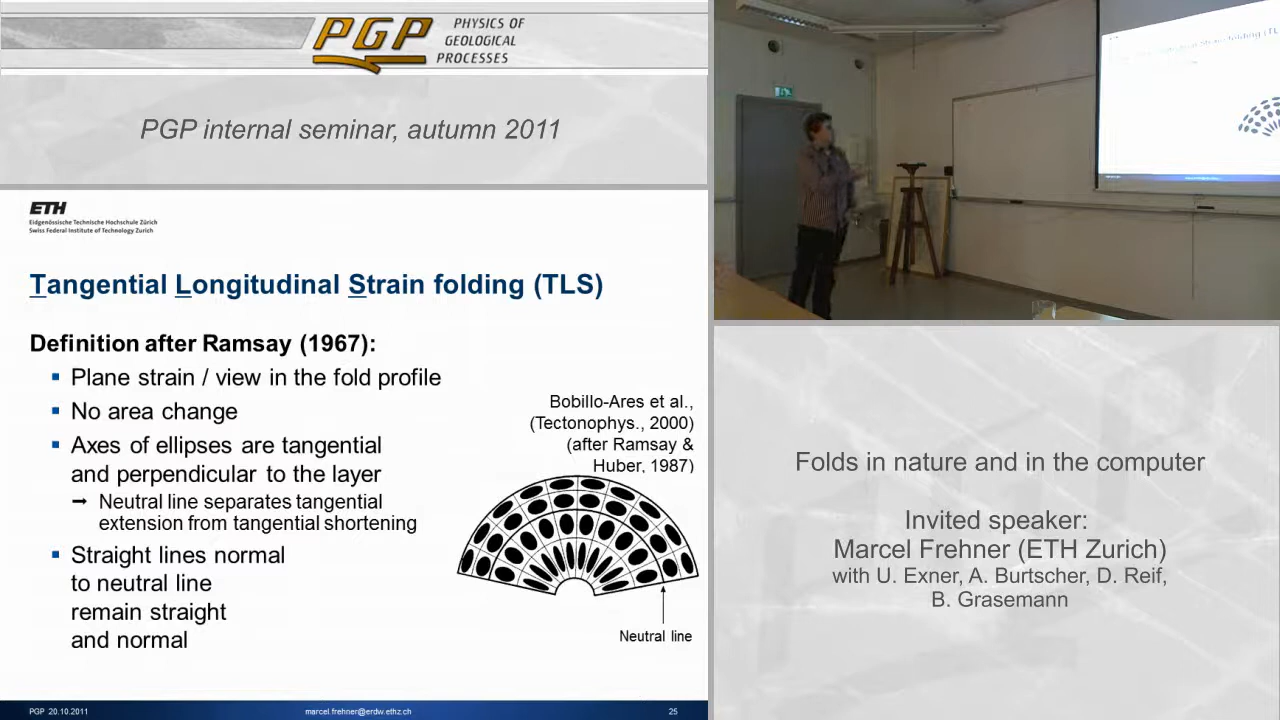 PGP
PHYSICS OF
GEOLOGICAL
PROCESSES
PGP internal seminar, autumn 2011
ETH
Eidgenössische Technische Hochschule Zürich
Swiss Federal Institute of Technology Zurich
Tangential Longitudinal Strain folding (TLS)
Definition after Ramsay (1967):
▪ Plane strain / view in the fold profile
▪ No area change
▪ Axes of ellipses are tangential
and perpendicular to the layer
➞ Neutral line separates tangential
extension from tangential shortening
▪ Straight lines normal
to neutral line
remain straight
and normal
Bobillo-Ares et al.,
(Tectonophys., 2000)
(after Ramsay &
Huber, 1987)
Neutral line
PGP 20.10.2011
marcel.frehner@erdw.ethz.ch
25
Folds in nature and in the computer
Invited speaker:
Marcel Frehner (ETH Zurich)
with U. Exner, A. Burtscher, D. Reif,
B. Grasemann